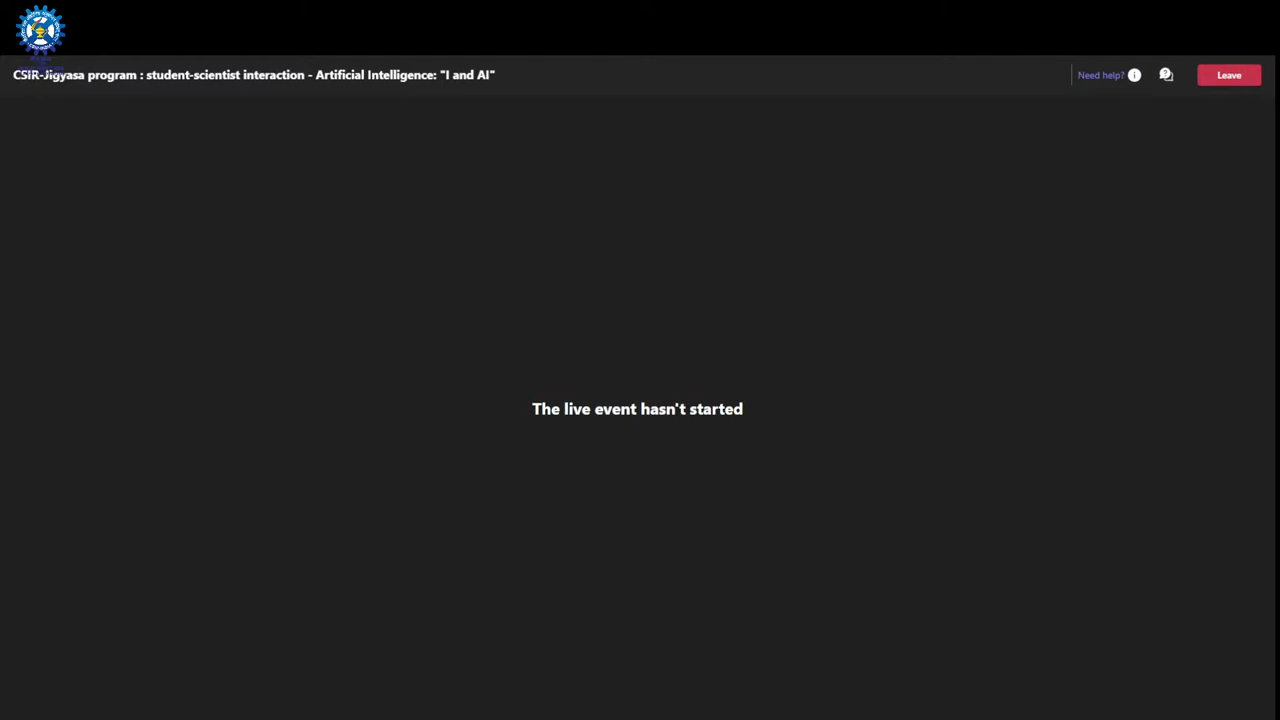 CSIR-Jigyasa program : student-scientist interaction - Artificial Intelligence: "I and AI"
Need help?
Leave
The live event hasn't started